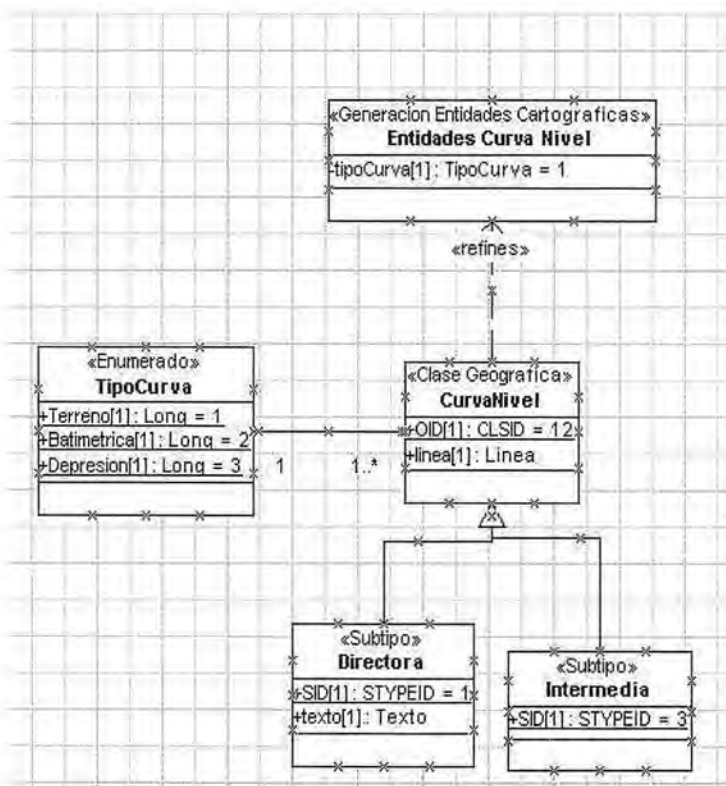 «Generacion Entidades Cartograficas»
Entidades Curva Nivel
-tipoCurva[1] : TipoCurva = 1
«refines»
«Enumerado»
TipoCurva
+Terreno[1] : Long = 1
+Batimetrica[1] : Long = 2
+Depresion[1] : Long = 3
1
1..*
«Clase Geografica»
CurvaNivel
+OID[1] : CLSID = 12
+linea[1] : Linea
«Subtipo»
Directora
+SID[1] : STYPEID = 1
+texto[1] : Texto
«Subtipo»
Intermedia
+SID[1] : STYPEID = 3